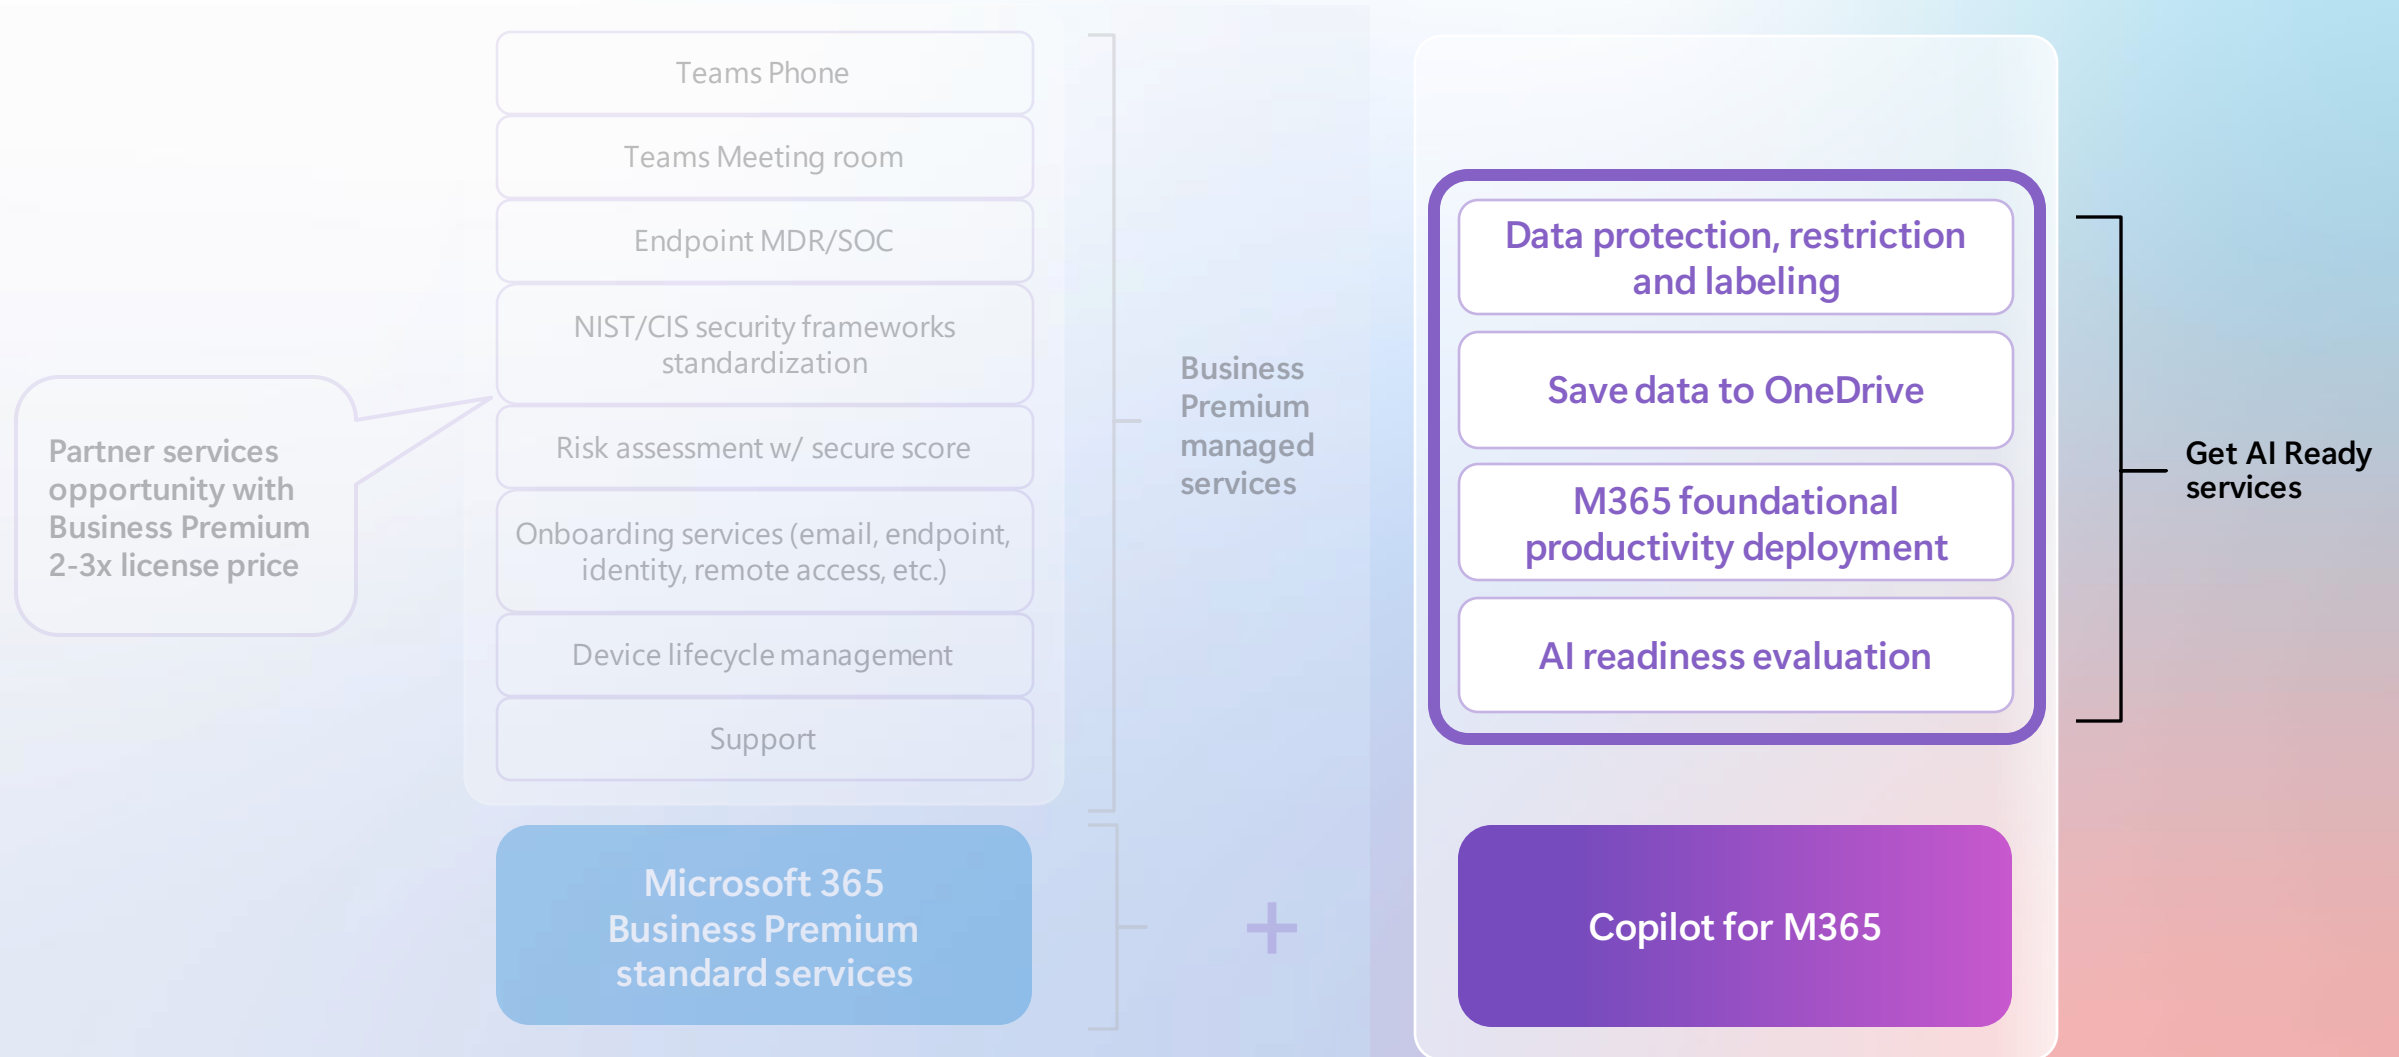 Partner services
opportunity with
Business Premium
2-3x license price
Teams Phone
Teams Meeting room
Endpoint MDR/SOC
NIST/CIS security frameworks
standardization
Risk assessment w/ secure score
Onboarding services (email, endpoint,
identity, remote access, etc.)
Device lifecycle management
Support
Microsoft 365
Business Premium
standard services
Business
Premium
managed
services
+
Data protection, restriction
and labeling
Save data to OneDrive
M365 foundational
productivity deployment
AI readiness evaluation
Copilot for M365
Get AI Ready
services